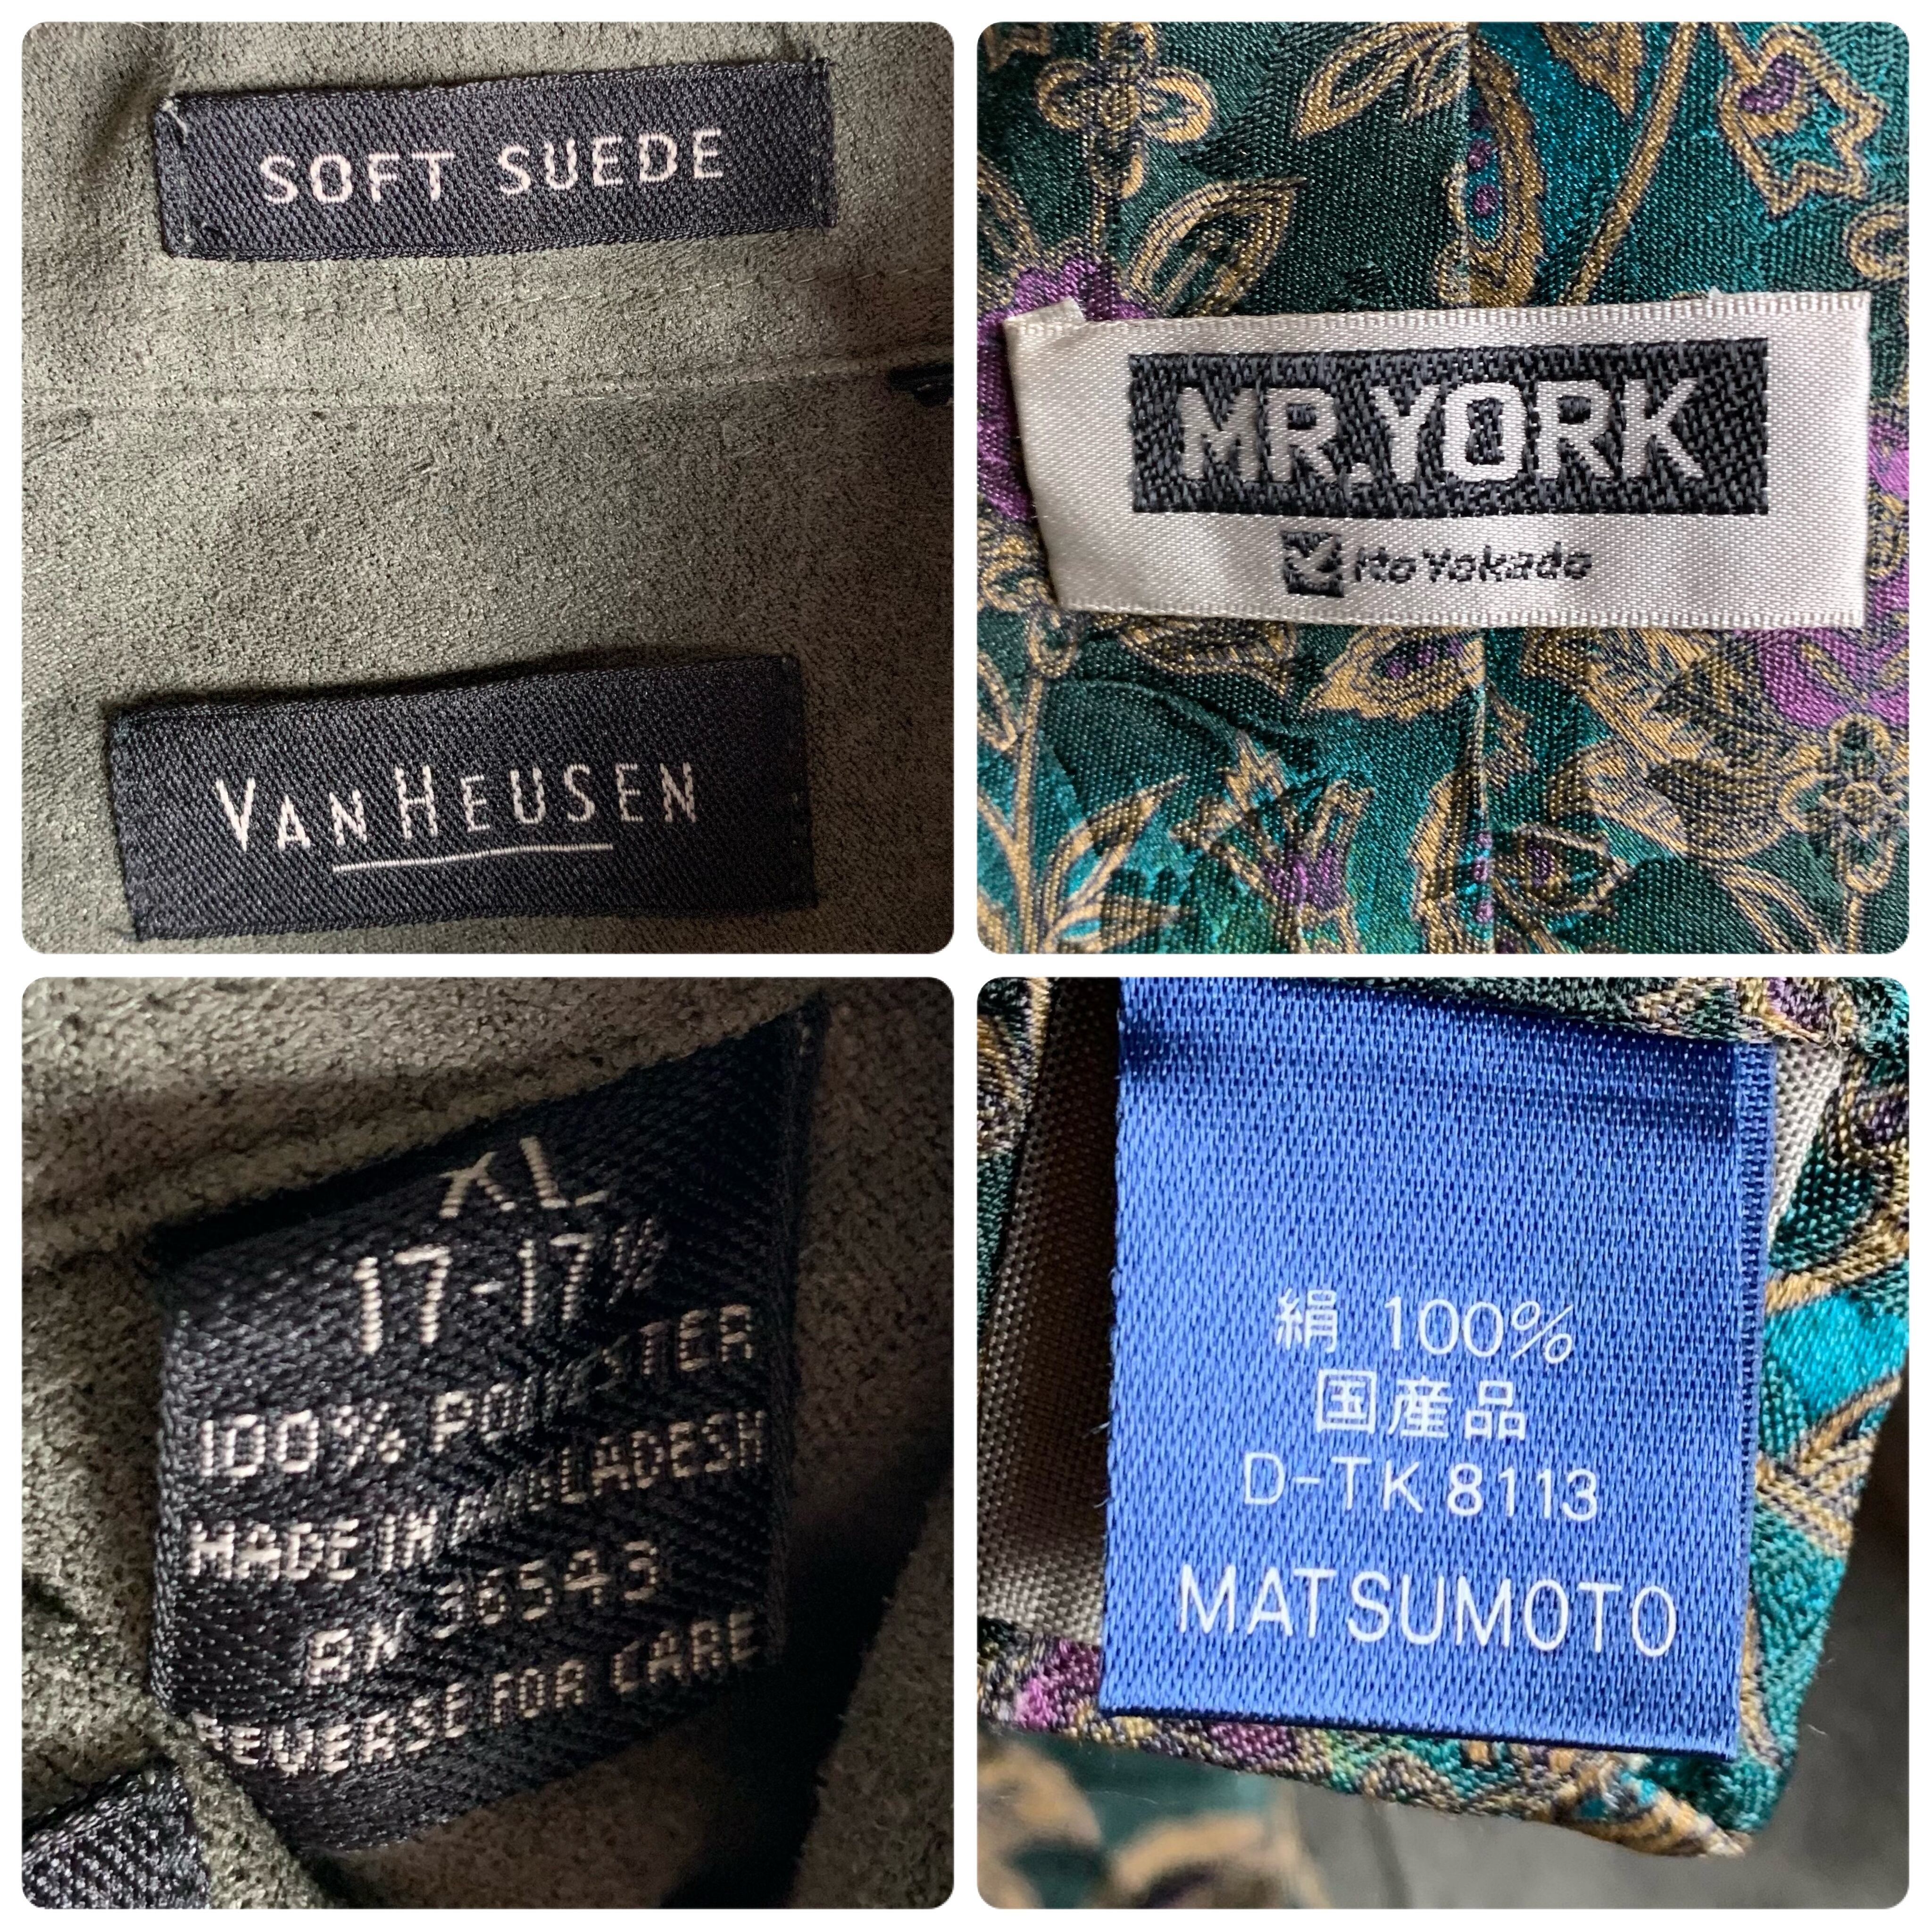 SOFT SUEDE
VAN HEUSEN
MR.YORK
Ito Yokado
XL
17-17½
100% POLYESTER
MADE IN BANGLADESH
RN 36543
REVERSE FOR CARE
絹 100%
国産品
D-TK 8113
MATSUMOTO